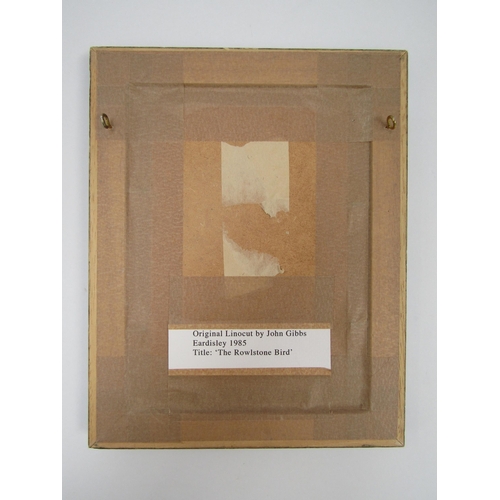 Original Linocut by John Gibbs
Eardisley 1985
Title: 'The Rowlstone Bird'